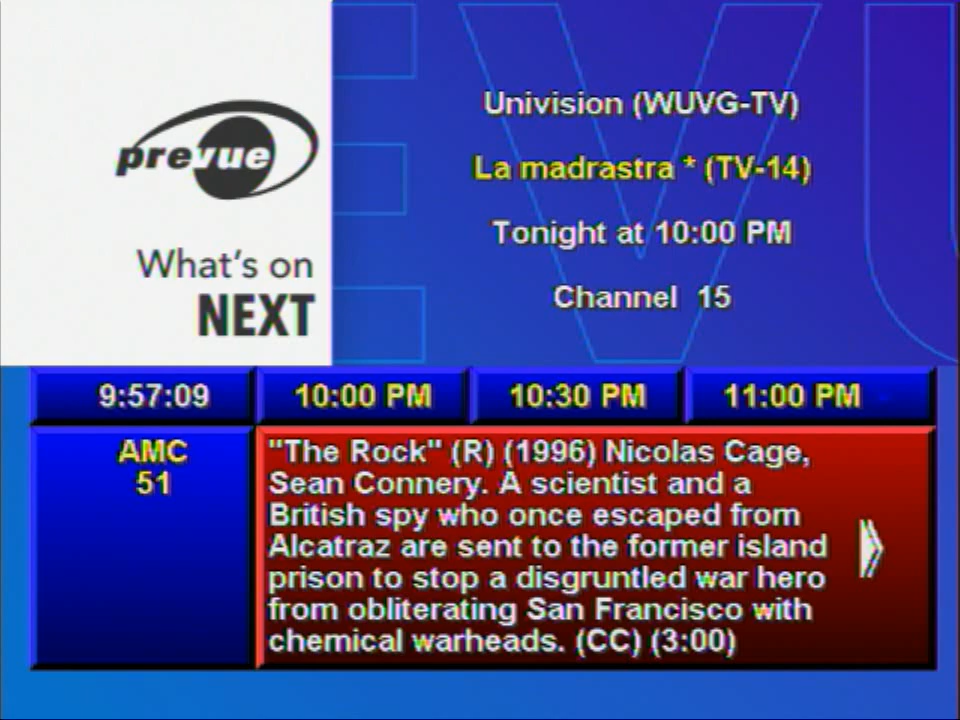 prevue
What's on
NEXT
Univision (WUVG-TV)
La madrastra * (TV-14)
Tonight at 10:00 PM
Channel 15
9:57:09 10:00 PM 10:30 PM 11:00 PM
AMC
51
"The Rock" (R) (1996) Nicolas Cage,
Sean Connery. A scientist and a
British spy who once escaped from
Alcatraz are sent to the former island
prison to stop a disgruntled war hero
from obliterating San Francisco with
chemical warheads. (CC) (3:00)